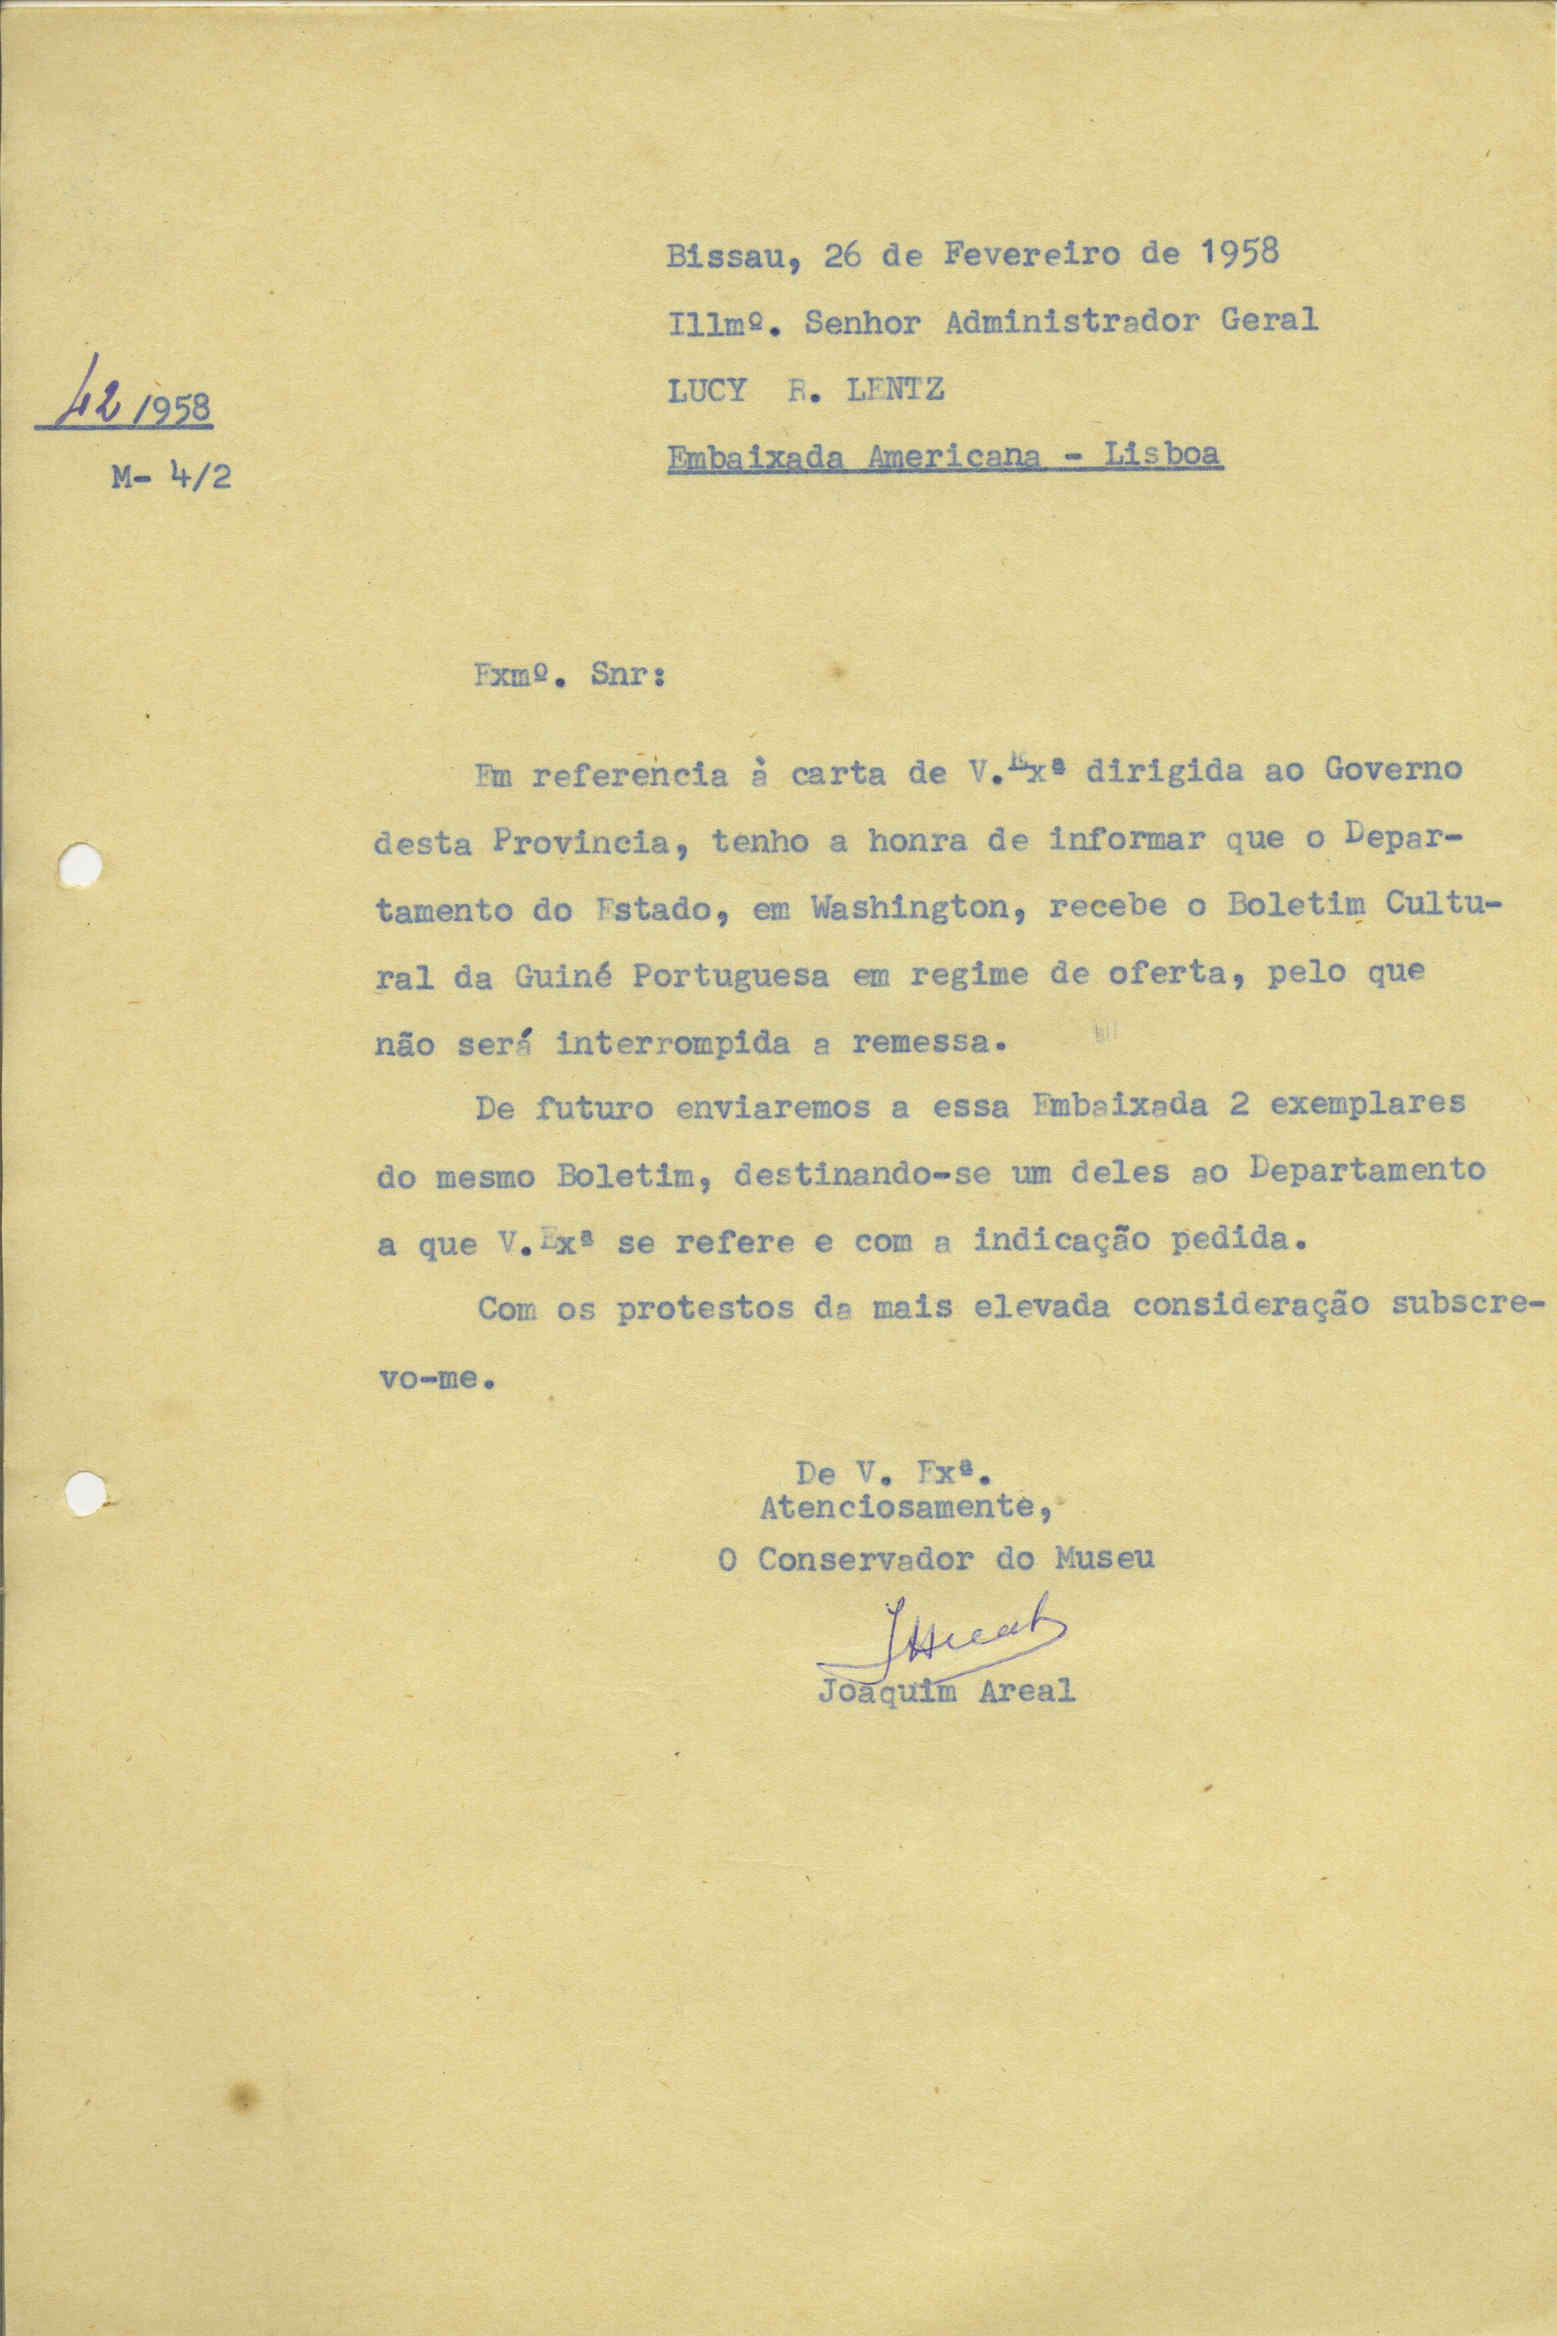 Bissau, 26 de Fevereiro de 1958
Illmº. Senhor Administrador Geral
LUCY R. LENTZ
Embaixada Americana - Lisboa
42/1958
M- 4/2
Exmº. Snr:
Em referencia à carta de V.Exª dirigida ao Governo
desta Provincia, tenho a honra de informar que o Depar-
tamento do Estado, em Washington, recebe o Boletim Cultu-
ral da Guiné Portuguesa em regime de oferta, pelo que
não será interrompida a remessa.
De futuro enviaremos a essa Embaixada 2 exemplares
do mesmo Boletim, destinando-se um deles ao Departamento
a que V.Exª se refere e com a indicação pedida.
Com os protestos da mais elevada consideração subscre-
vo-me.
De V. Exª.
Atenciosamente,
O Conservador do Museu
JAreal
Joaquim Areal